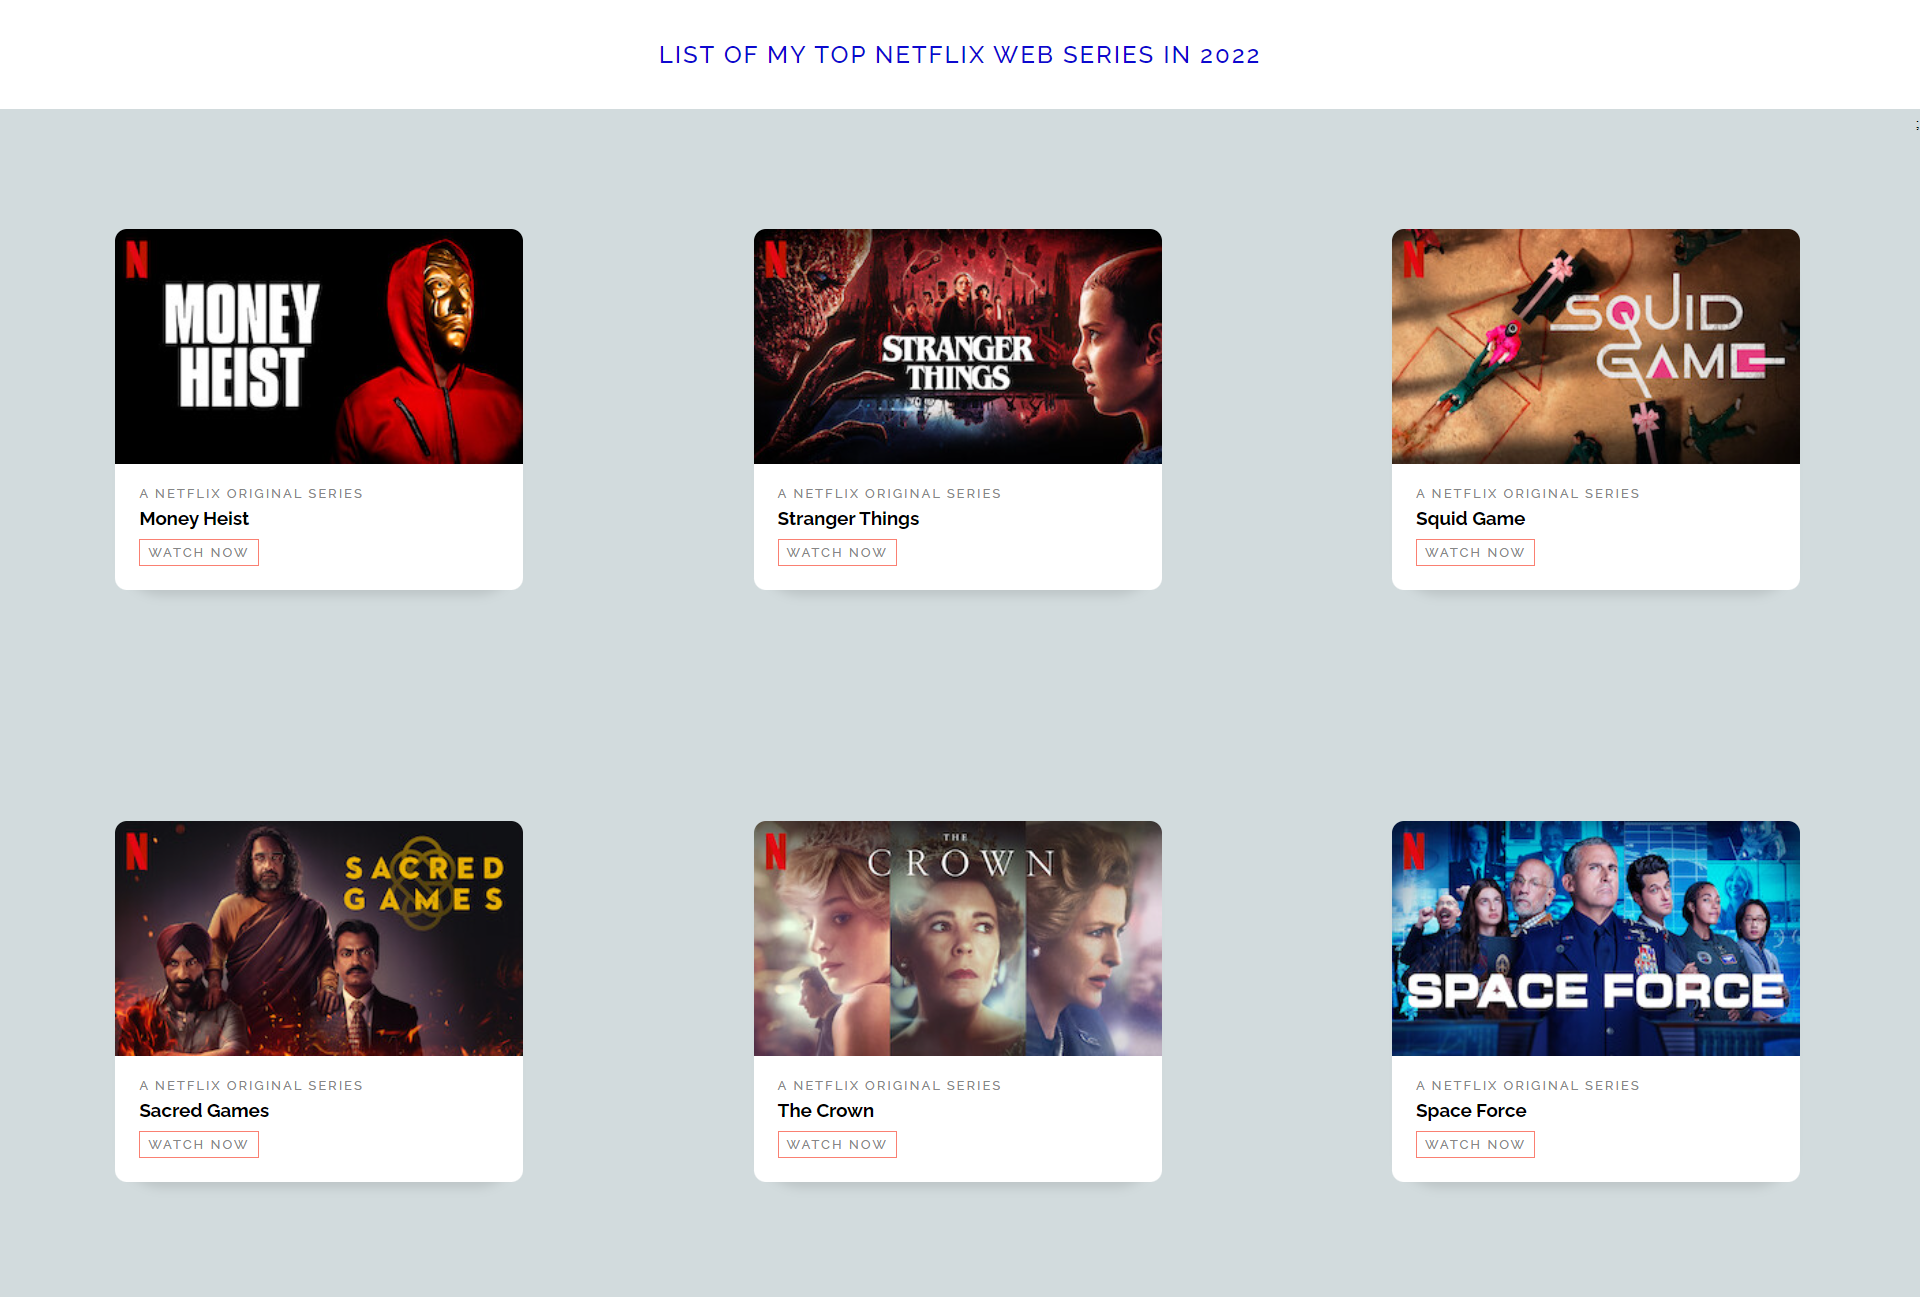 LIST OF MY TOP NETFLIX WEB SERIES IN 2022
;
N
MONEY
HEIST
A NETFLIX ORIGINAL SERIES
Money Heist
WATCH NOW
N
STRANGER
THINGS
A NETFLIX ORIGINAL SERIES
Stranger Things
WATCH NOW
N
SQUID
GAME
A NETFLIX ORIGINAL SERIES
Squid Game
WATCH NOW
N
SACRED
GAMES
A NETFLIX ORIGINAL SERIES
Sacred Games
WATCH NOW
N
THE
CROWN
A NETFLIX ORIGINAL SERIES
The Crown
WATCH NOW
N
SPACE FORCE
A NETFLIX ORIGINAL SERIES
Space Force
WATCH NOW